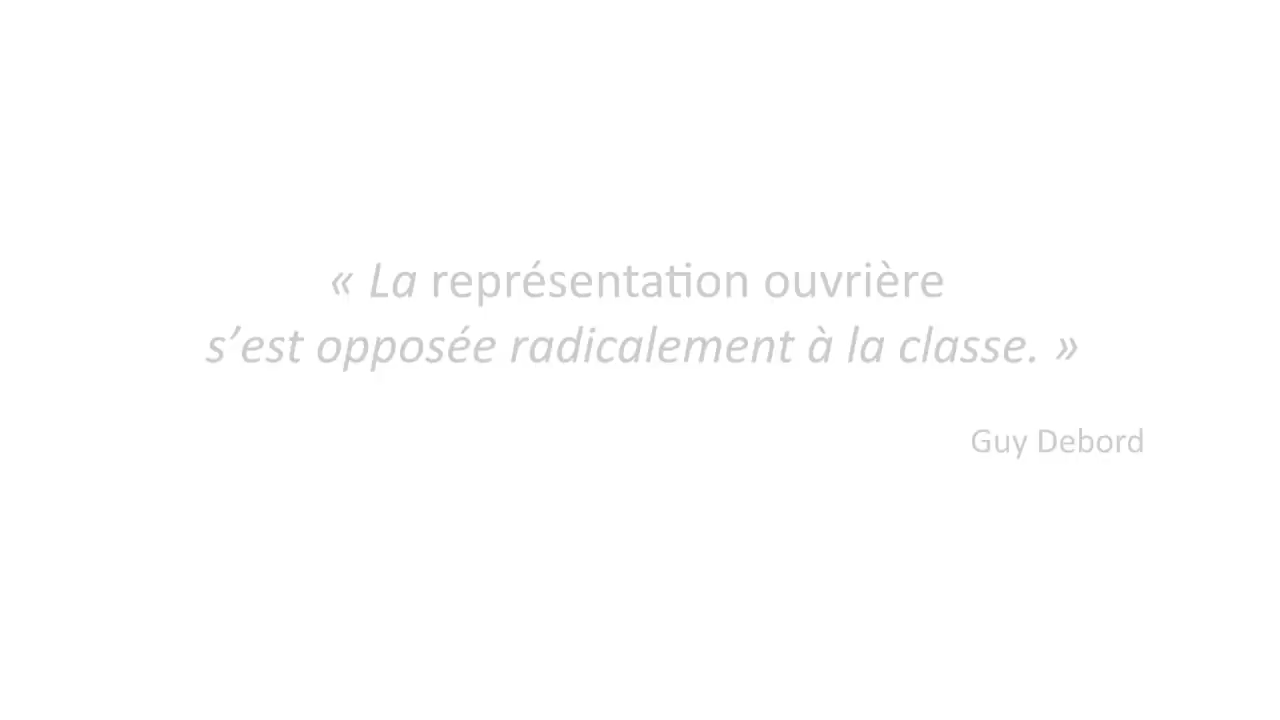 « La représentation ouvrière
s’est opposée radicalement à la classe. »
Guy Debord